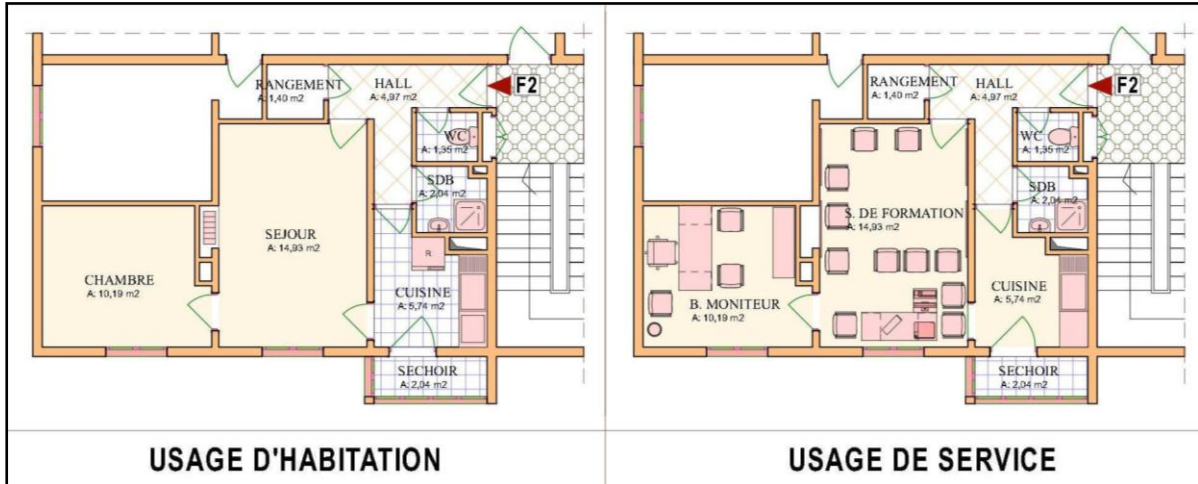 RANGEMENT
A: 1,40 m2
HALL
A: 4,97 m2
F2
WC
A: 1,35 m2
SDB
A: 2,04 m2
SEJOUR
A: 14,93 m2
CHAMBRE
A: 10,19 m2
R
CUISINE
A: 5,74 m2
SECHOIR
A: 2,04 m2
USAGE D'HABITATION
RANGEMENT
A: 1,40 m2
HALL
A: 4,97 m2
F2
WC
A: 1,35 m2
SDB
A: 2,04 m2
S. DE FORMATION
A: 14,93 m2
B. MONITEUR
A: 10,19 m2
CUISINE
A: 5,74 m2
SECHOIR
A: 2,04 m2
USAGE DE SERVICE